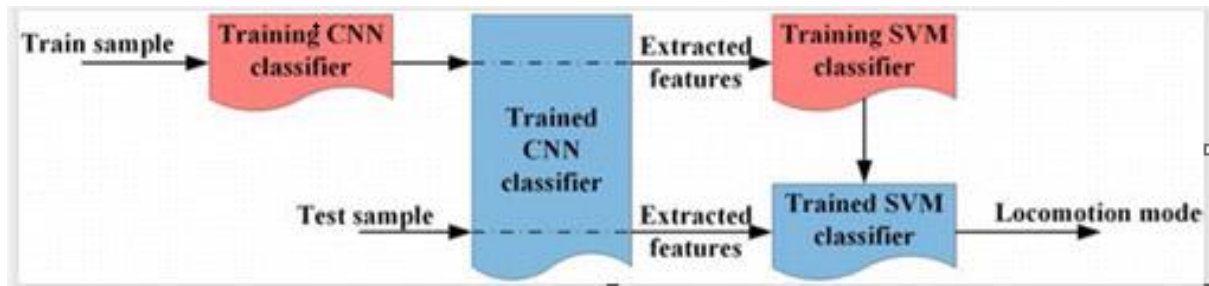 Train sample
Training CNN
classifier
Extracted
features
Training SVM
classifier
Trained
CNN
classifier
Test sample
Extracted
features
Trained SVM
classifier
Locomotion mode